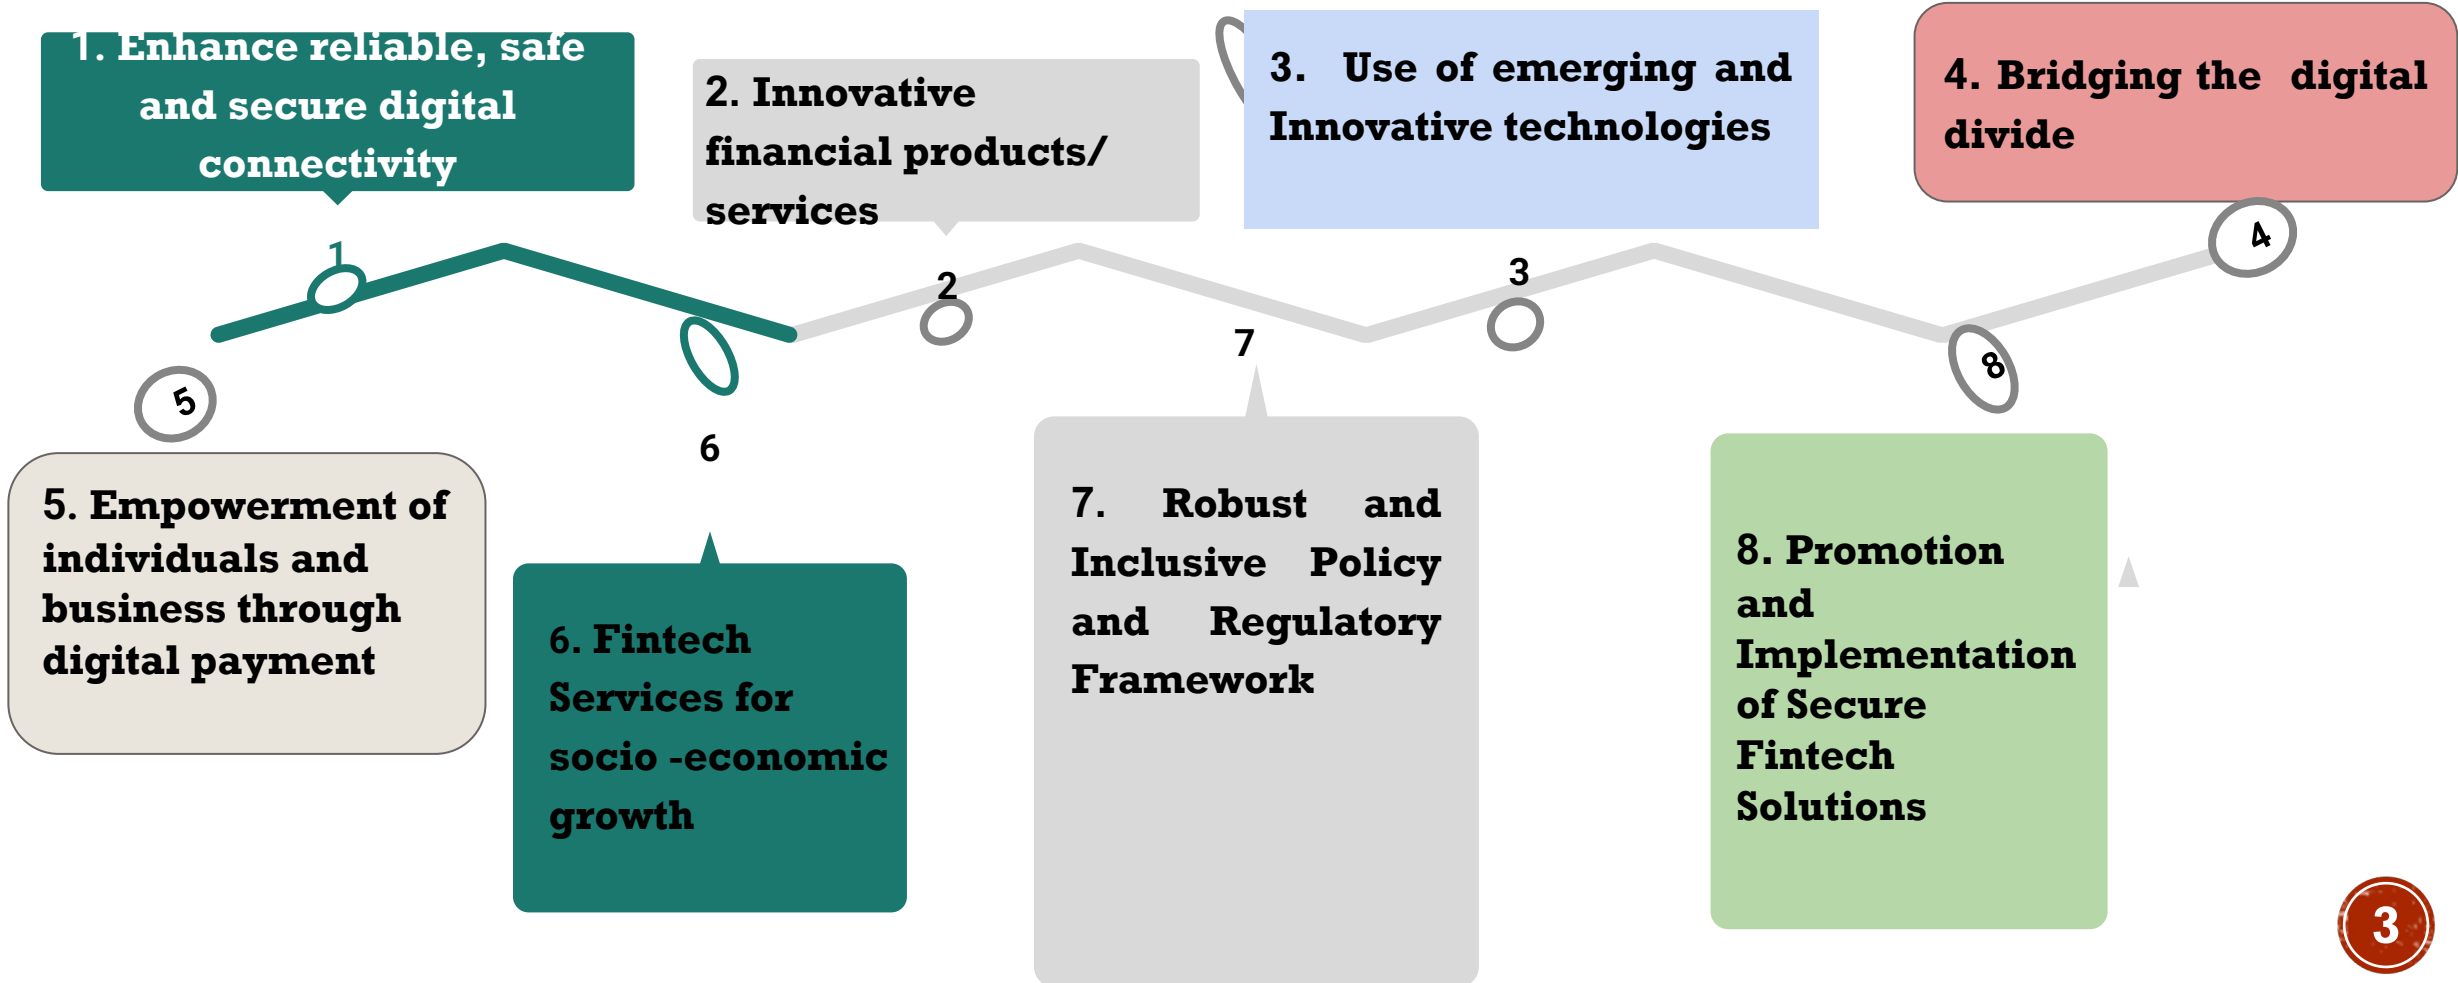 1. Enhance reliable, safe
and secure digital
connectivity
2. Innovative
financial products/
services
3. Use of emerging and
Innovative technologies
4. Bridging the digital
divide
1
2
3
4
5
6
7
8
5. Empowerment of
individuals and
business through
digital payment
6. Fintech
Services for
socio -economic
growth
7. Robust and
Inclusive Policy
and Regulatory
Framework
8. Promotion
and
Implementation
of Secure
Fintech
Solutions
3